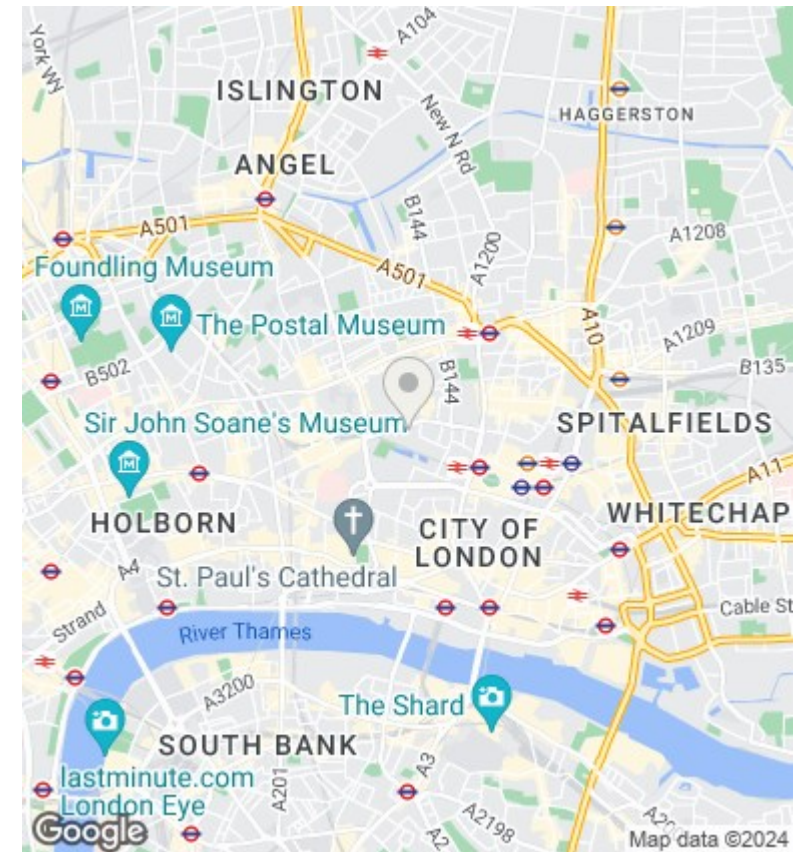 York W
A104
ISLINGTON
New N Rd
HAGGERSTON
ANGEL
B144
A501
A1200
A1208
A501
Foundling Museum
The Postal Museum
A10
A1209
B502
B144
B135
Sir John Soane's Museum
SPITALFIELDS
A11
HOLBORN
CITY OF
LONDON
WHITECHAP
A4
St. Paul's Cathedral
Strand
Cable St
River Thames
A3200
The Shard
SOUTH BANK
A3
lastminute.com
London Eye
A201
A2198
A2
A20
Google
Map data ©2024